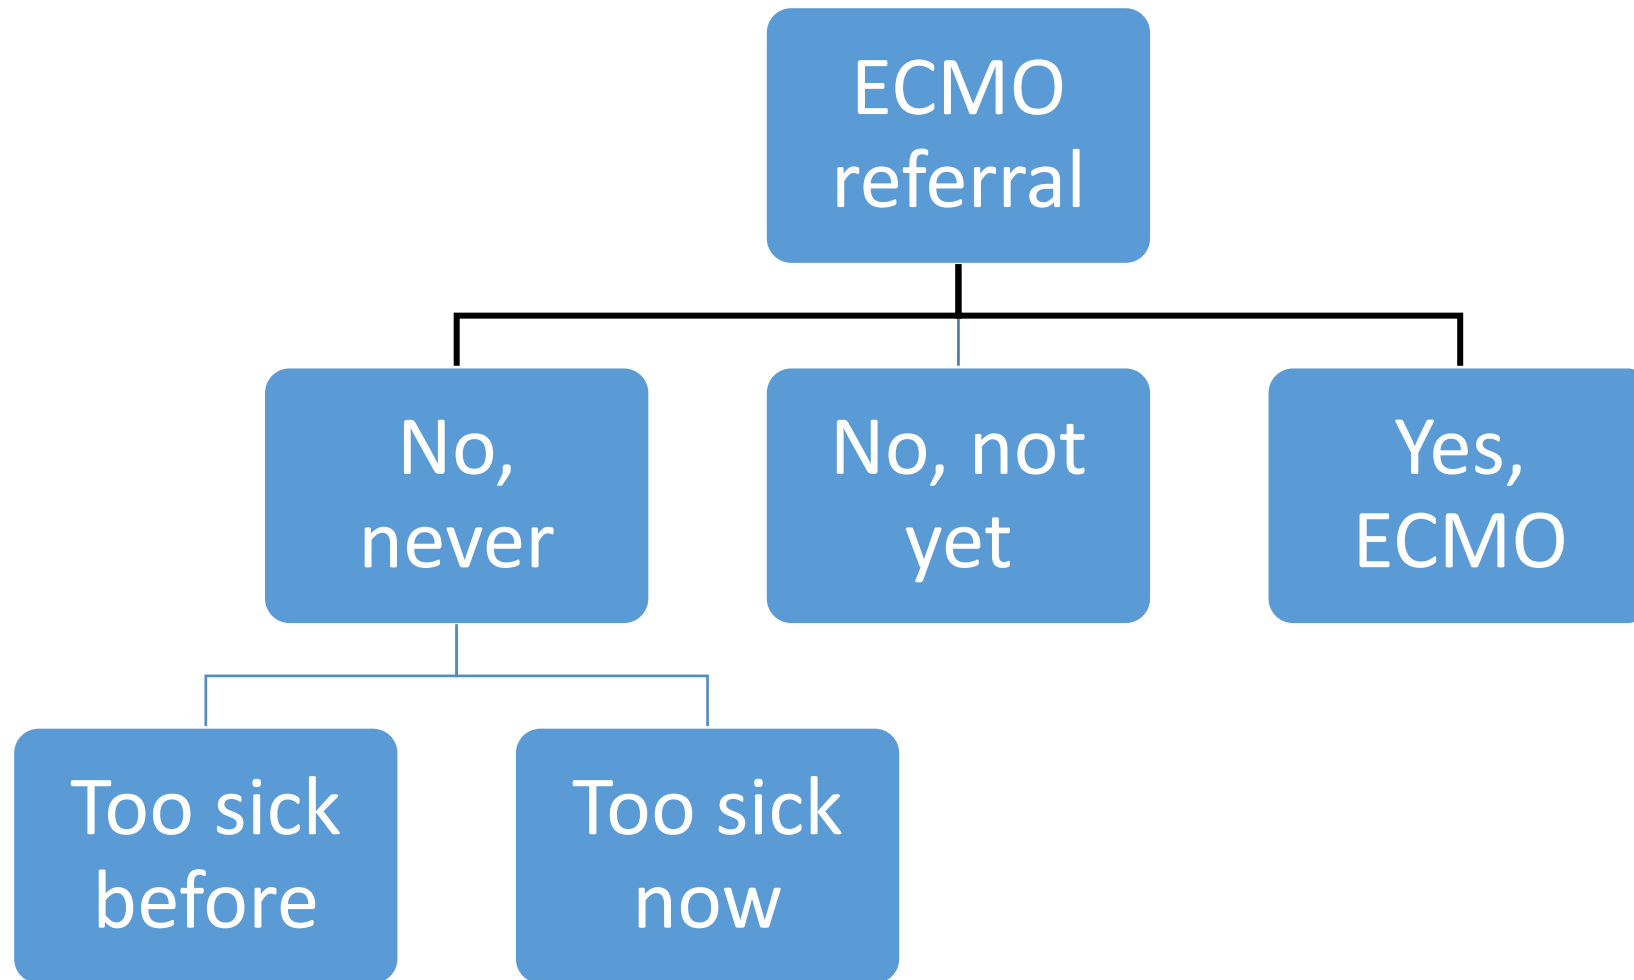 ECMO
referral
No,
never
No, not
yet
Yes,
ECMO
Too sick
before
Too sick
now